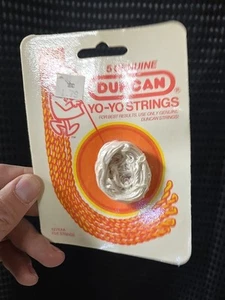 5 GENUINE
DUNCAN
YO-YO STRINGS
FOR BEST RESULTS, USE ONLY GENUINE
DUNCAN STRINGS!